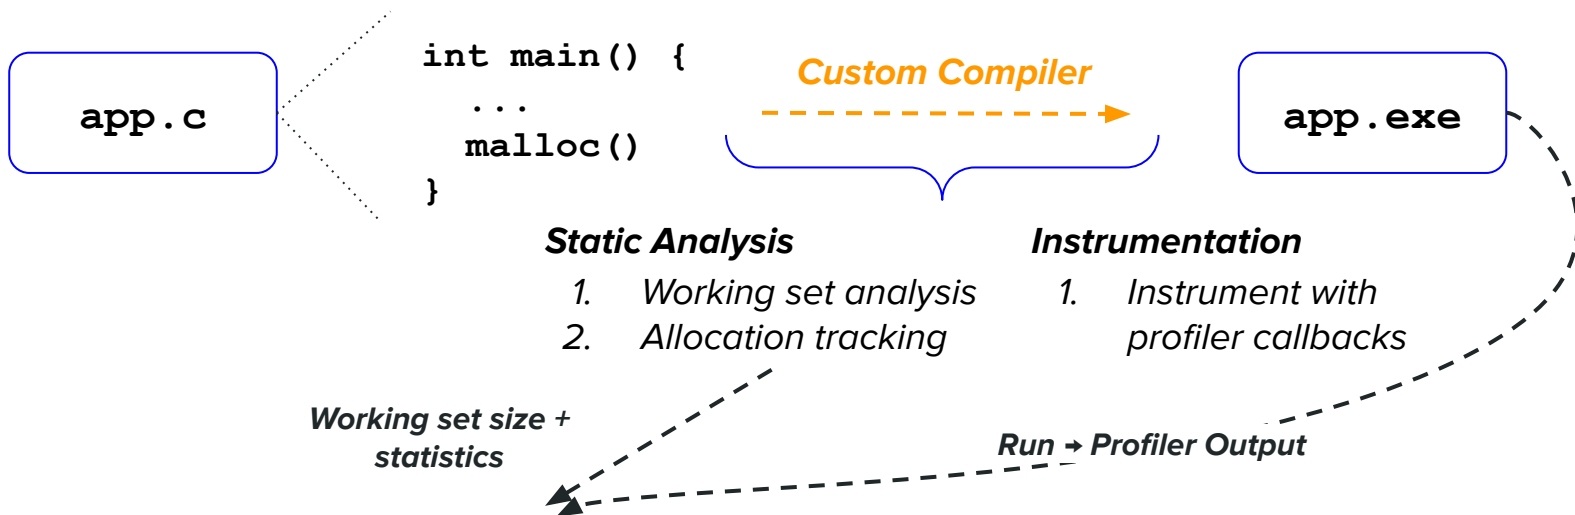 app.c
int main() {
...
malloc()
}
Custom Compiler
app.exe
Static Analysis
1. Working set analysis
2. Allocation tracking
Instrumentation
1. Instrument with
profiler callbacks
Working set size +
statistics
Run → Profiler Output